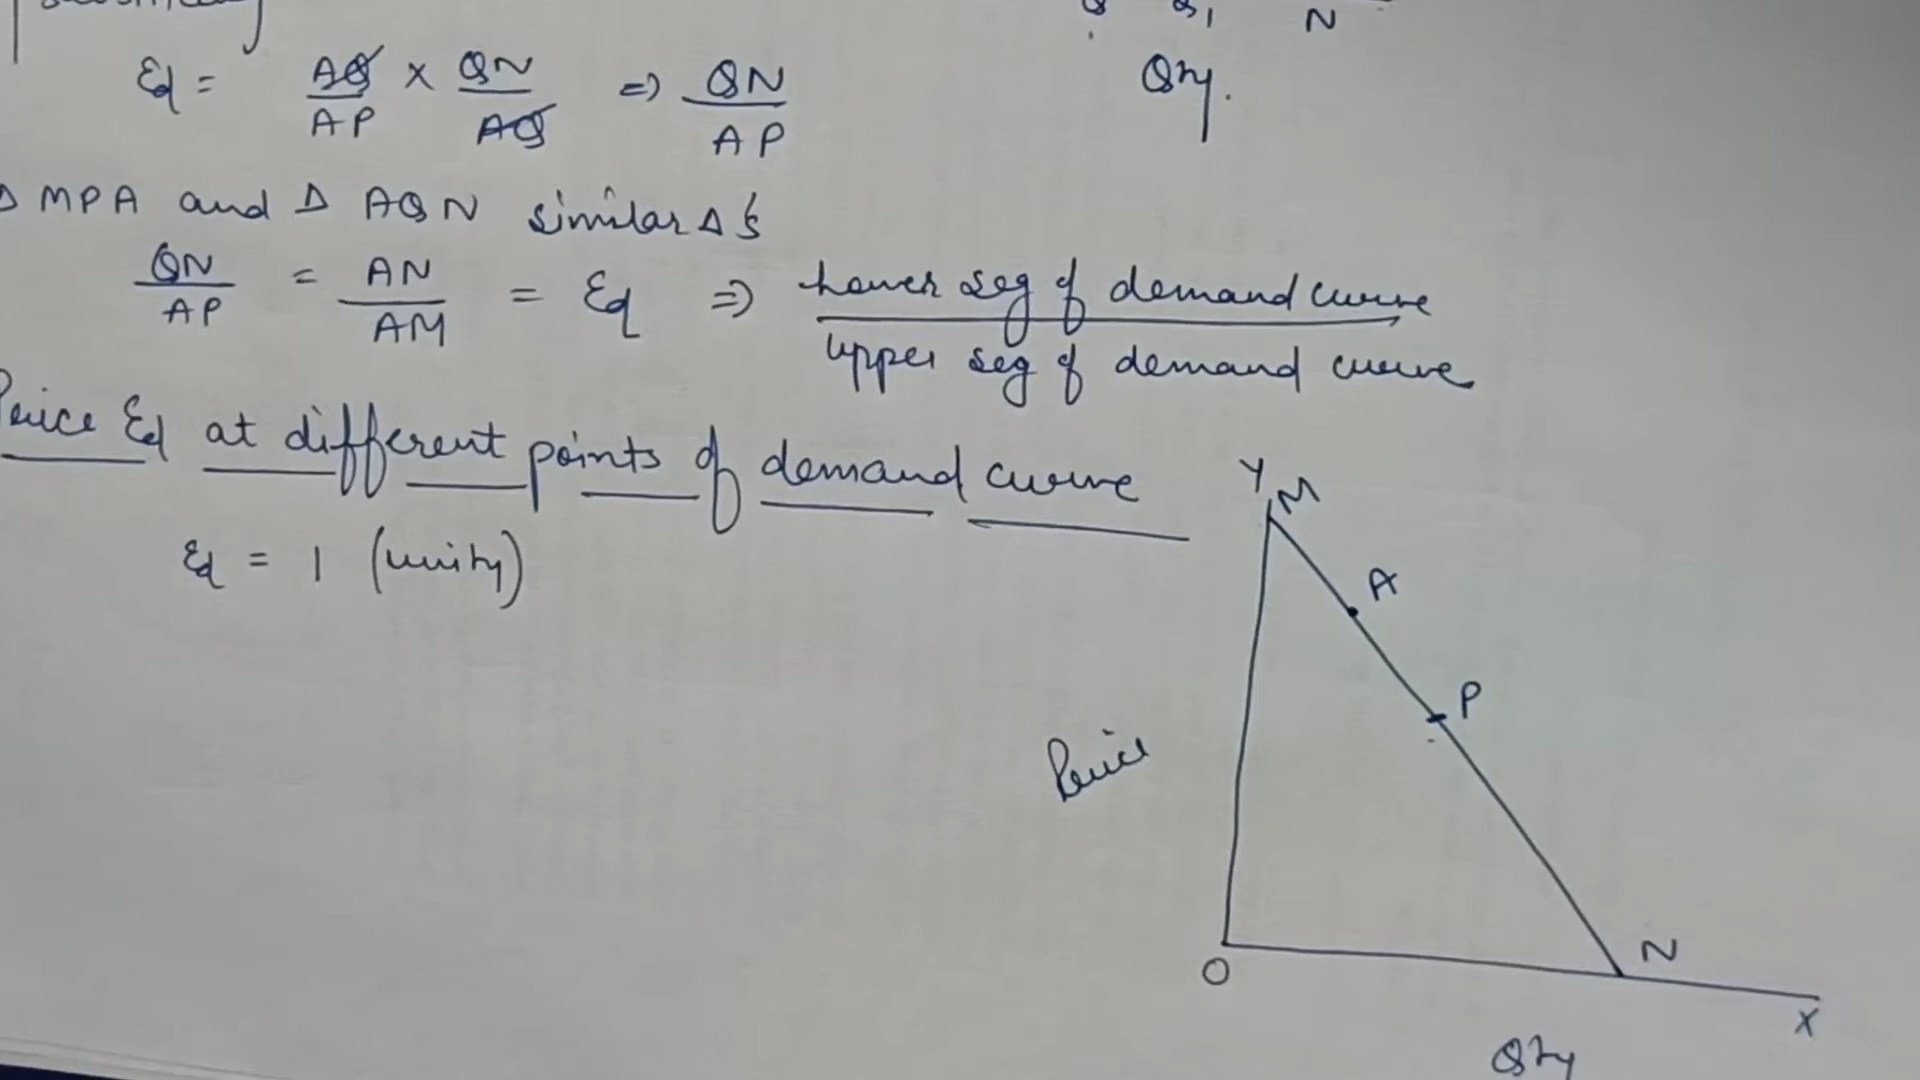 Q Q1 N
Qty.
Ed = AQ/AP × QN/AQ => QN/AP
Δ MPA and Δ AQN similar Δ's
QN/AP = AN/AM = Ed => Lower seg of demand curve / upper seg of demand curve
Price Ed at different points of demand curve
Ed = 1 (unity)
Y M
A
P
Price
O N
X
Qty